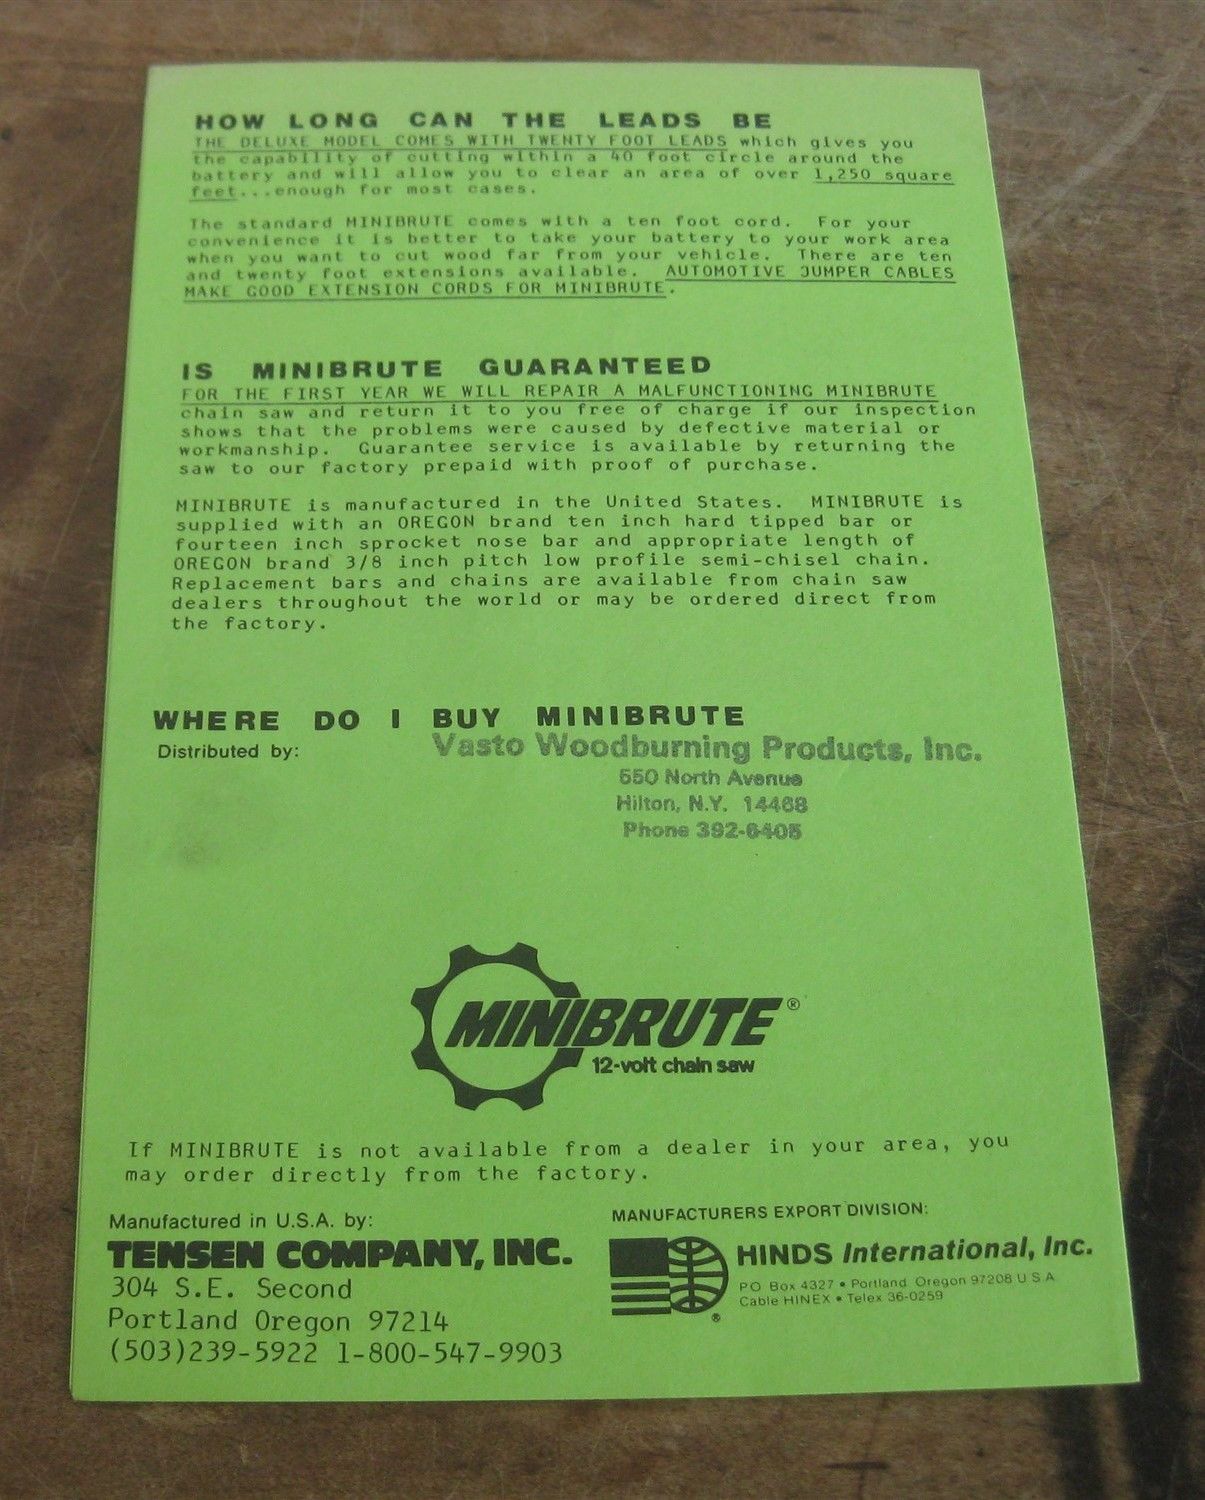 HOW LONG CAN THE LEADS BE
THE DELUXE MODEL COMES WITH TWENTY FOOT LEADS which gives you
the capability of cutting within a 40 foot circle around the
battery and will allow you to clear an area of over 1,250 square
feet...enough for most cases.
The standard MINIBRUTE comes with a ten foot cord. For your
convenience it is better to take your battery to your work area
when you want to cut wood far from your vehicle. There are ten
and twenty foot extensions available. AUTOMOTIVE JUMPER CABLES
MAKE GOOD EXTENSION CORDS FOR MINIBRUTE.
IS MINIBRUTE GUARANTEED
FOR THE FIRST YEAR WE WILL REPAIR A MALFUNCTIONING MINIBRUTE
chain saw and return it to you free of charge if our inspection
shows that the problems were caused by defective material or
workmanship. Guarantee service is available by returning the
saw to our factory prepaid with proof of purchase.
MINIBRUTE is manufactured in the United States. MINIBRUTE is
supplied with an OREGON brand ten inch hard tipped bar or
fourteen inch sprocket nose bar and appropriate length of
OREGON brand 3/8 inch pitch low profile semi-chisel chain.
Replacement bars and chains are available from chain saw
dealers throughout the world or may be ordered direct from
the factory.
WHERE DO I BUY MINIBRUTE
Distributed by: Vasto Woodburning Products, Inc.
550 North Avenue
Hilton, N.Y. 14468
Phone 392-6405
MINIBRUTE®
12-volt chain saw
If MINIBRUTE is not available from a dealer in your area, you
may order directly from the factory.
Manufactured in U.S.A. by:
TENSEN COMPANY, INC.
304 S.E. Second
Portland Oregon 97214
(503)239-5922 1-800-547-9903
MANUFACTURERS EXPORT DIVISION:
HINDS International, Inc.
PO Box 4327 • Portland Oregon 97208 U S A
Cable HINEX • Telex 36-0259
®